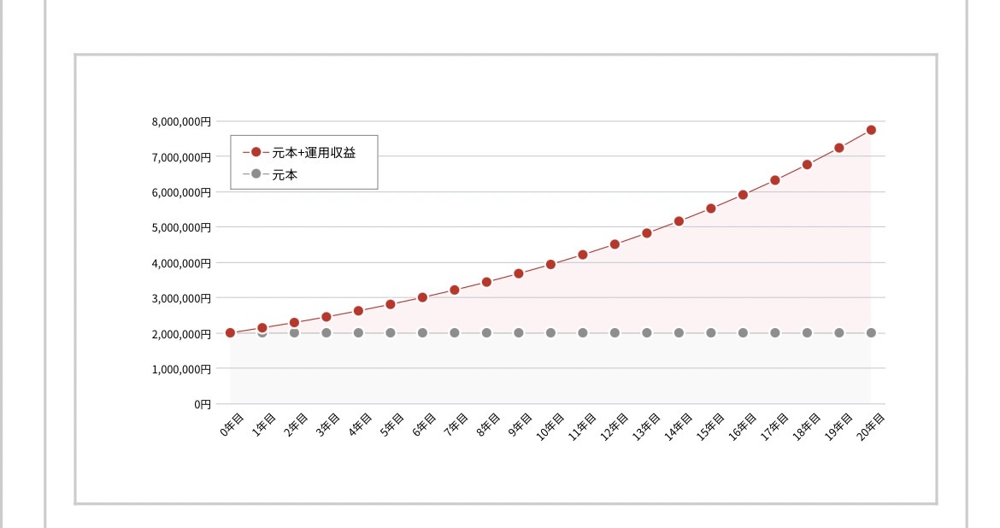 8,000,000円
7,000,000円
6,000,000円
5,000,000円
4,000,000円
3,000,000円
2,000,000円
1,000,000円
0円
元本+運用収益
元本
0年目
1年目
2年目
3年目
4年目
5年目
6年目
7年目
8年目
9年目
10年目
11年目
12年目
13年目
14年目
15年目
16年目
17年目
18年目
19年目
20年目